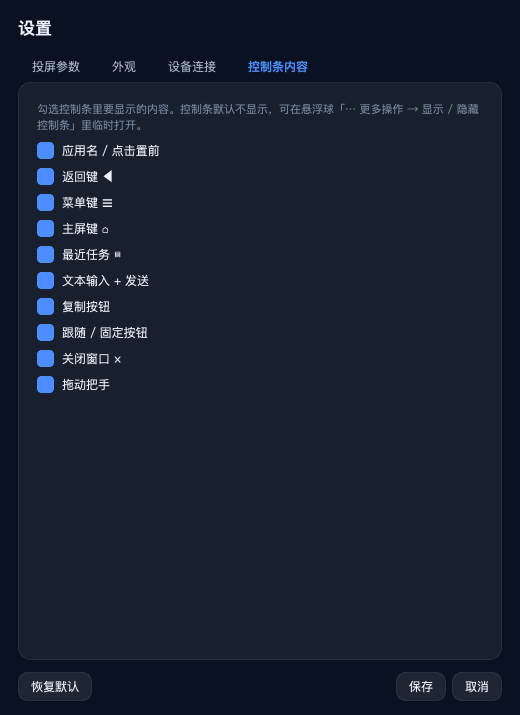 设置
投屏参数 外观 设备连接 控制条内容
勾选控制条里要显示的内容。控制条默认不显示，可在悬浮球「··· 更多操作 → 显示 / 隐藏
控制条」里临时打开。
应用名 / 点击置前
返回键 ◀
菜单键 ☰
主屏键 ⌂
最近任务 ▤
文本输入 + 发送
复制按钮
跟随 / 固定按钮
关闭窗口 ×
拖动把手
恢复默认 保存 取消